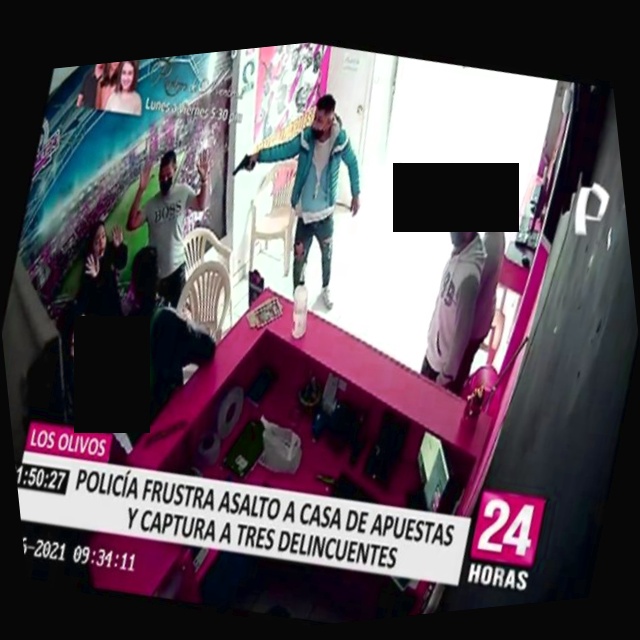 Lunes a Viernes 5:30 pm
BOSS
LOS OLIVOS
1:50:27
POLICÍA FRUSTRA ASALTO A CASA DE APUESTAS
Y CAPTURA A TRES DELINCUENTES
24
HORAS
-2021 09:34:11